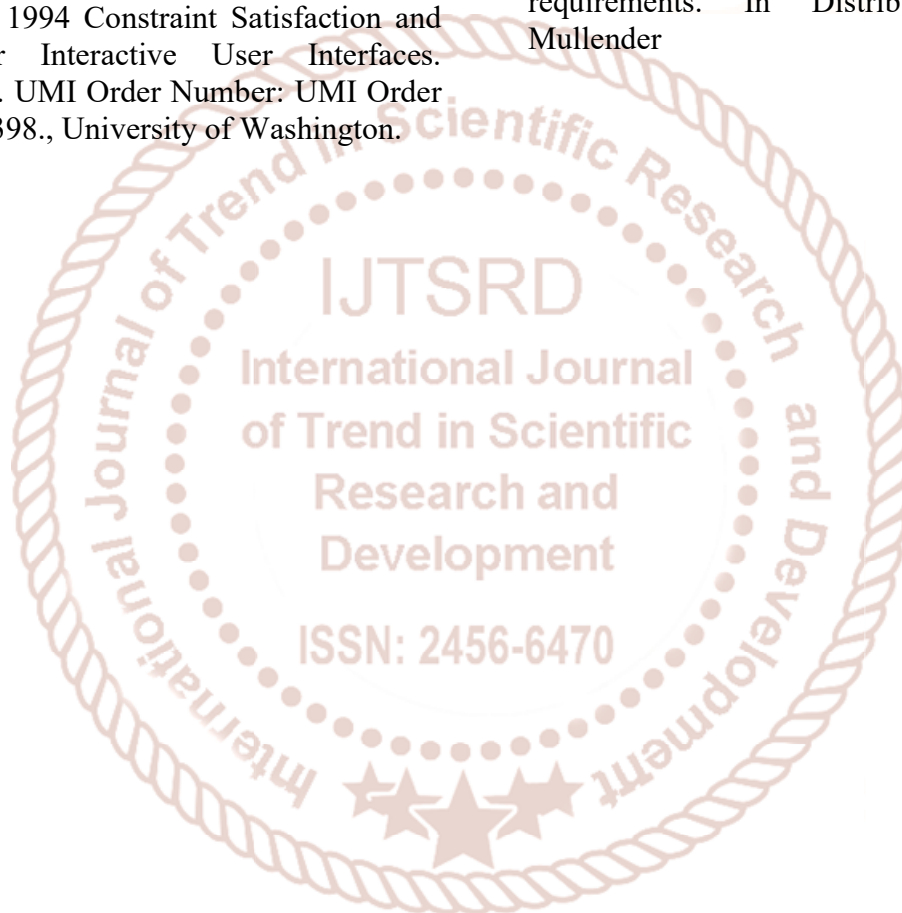 1994 Constraint Satisfaction and
r Interactive User Interfaces.
. UMI Order Number: UMI Order
398., University of Washington.
requirements. In Distrib
Mullender
International Journal of Trend in Scientific Research and Development
IJTSRD
International Journal
of Trend in Scientific
Research and
Development
ISSN: 2456-6470